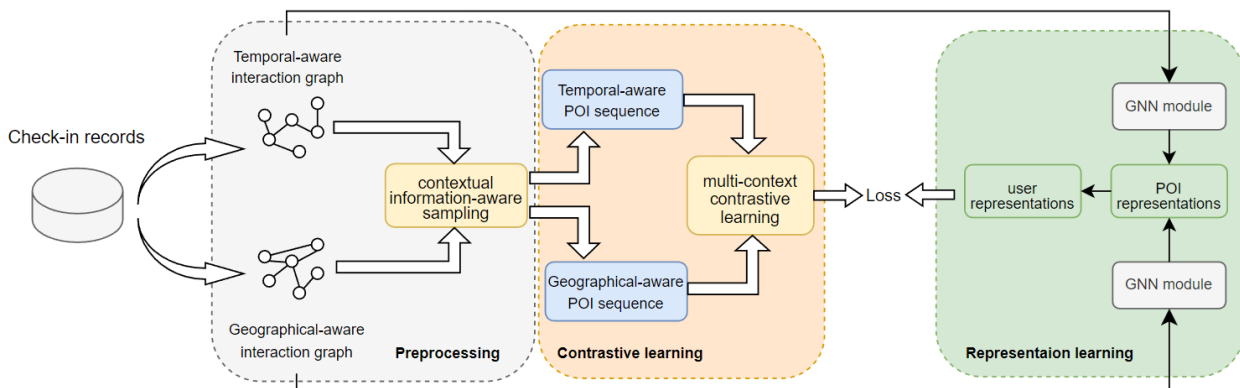 Check-in records
Temporal-aware
interaction graph
Geographical-aware
interaction graph
contextual
information-aware
sampling
Preprocessing
Temporal-aware
POI sequence
Geographical-aware
POI sequence
multi-context
contrastive
learning
Contrastive learning
Loss
GNN module
user
representations
POI
representations
GNN module
Representaion learning